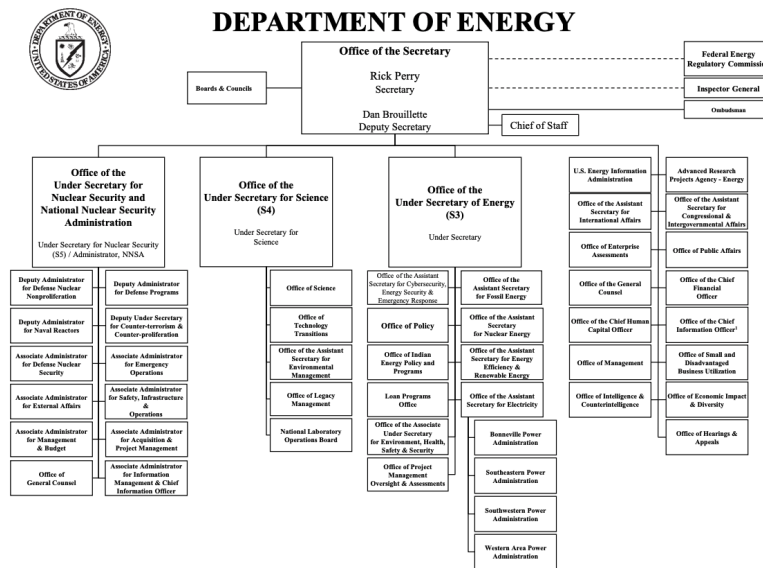 DEPARTMENT OF ENERGY
DEPARTMENT OF ENERGY
UNITED STATES OF AMERICA
Office of the Secretary
Rick Perry
Secretary
Dan Brouillette
Deputy Secretary
Boards & Councils
Chief of Staff
Federal Energy
Regulatory Commissi
Inspector General
Ombudsman
Office of the
Under Secretary for
Nuclear Security and
National Nuclear Security
Administration
Under Secretary for Nuclear Security
(S5) / Administrator, NNSA
Deputy Administrator
for Defense Nuclear
Nonproliferation
Deputy Administrator
for Defense Programs
Deputy Administrator
for Naval Reactors
Deputy Under Secretary
for Counter-terrorism &
Counter-proliferation
Associate Administrator
for Defense Nuclear
Security
Associate Administrator
for Emergency
Operations
Associate Administrator
for External Affairs
Associate Administrator
for Safety, Infrastructure
&
Operations
Associate Administrator
for Management
& Budget
Associate Administrator
for Acquisition &
Project Management
Office of
General Counsel
Associate Administrator
for Information
Management & Chief
Information Officer
Office of the
Under Secretary for Science
(S4)
Under Secretary for
Science
Office of Science
Office of
Technology
Transitions
Office of the Assistant
Secretary for
Environmental
Management
Office of Legacy
Management
National Laboratory
Operations Board
Office of the
Under Secretary of Energy
(S3)
Under Secretary
Office of the Assistant
Secretary for Cybersecurity,
Energy Security &
Emergency Response
Office of the
Assistant Secretary
for Fossil Energy
Office of Policy
Office of the Assistant
Secretary
for Nuclear Energy
Office of Indian
Energy Policy and
Programs
Office of the Assistant
Secretary for Energy
Efficiency &
Renewable Energy
Loan Programs
Office
Office of the Assistant
Secretary for Electricity
Office of the Associate
Under Secretary
for Environment, Health,
Safety & Security
Office of Project
Management
Oversight & Assessments
Bonneville Power
Administration
Southeastern Power
Administration
Southwestern Power
Administration
Western Area Power
Administration
U.S. Energy Information
Administration
Advanced Research
Projects Agency - Energy
Office of the Assistant
Secretary for
International Affairs
Office of the Assistant
Secretary for
Congressional &
Intergovernmental Affairs
Office of Enterprise
Assessments
Office of Public Affairs
Office of the General
Counsel
Office of the Chief
Financial
Officer
Office of the Chief Human
Capital Officer
Office of the Chief
Information Officer¹
Office of Management
Office of Small and
Disadvantaged
Business Utilization
Office of Intelligence &
Counterintelligence
Office of Economic Impact
& Diversity
Office of Hearings &
Appeals